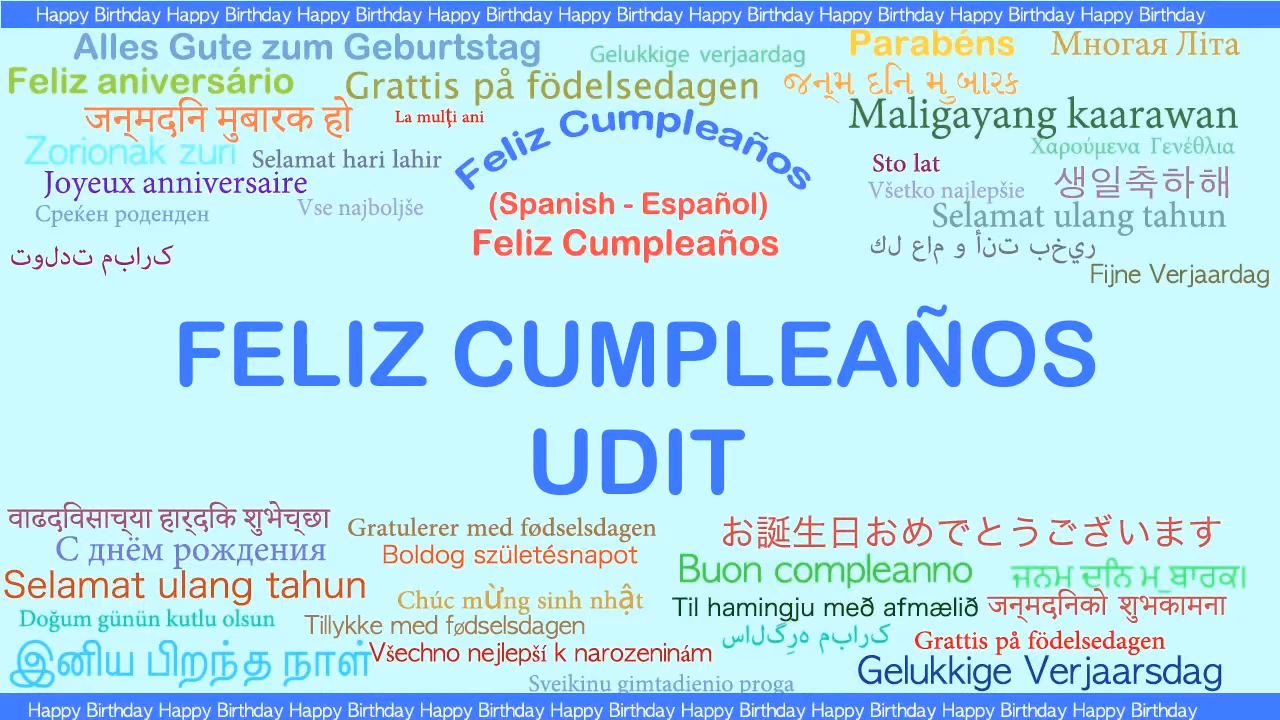 Happy Birthday Happy Birthday Happy Birthday Happy Birthday Happy Birthday Happy Birthday Happy Birthday Happy Birthday Happy Birthday
Alles Gute zum Geburtstag
Gelukkige verjaardag
Parabéns
Многая Літа
Feliz aniversário
Grattis på födelsedagen
જન્મ દિન મુબારક
जन्मदिन मुबारक हो
La mulţi ani
Feliz Cumpleaños
Maligayang kaarawan
Zorionak zuri
Selamat hari lahir
Χαρούμενα Γενέθλια
Sto lat
Joyeux anniversaire
(Spanish - Español)
Všetko najlepšie
생일축하해
Среќен роденден
Vse najboljše
Selamat ulang tahun
Feliz Cumpleaños
تولدت مبارک
كل عام و أنت بخير
Fijne Verjaardag
FELIZ CUMPLEAÑOS
UDIT
वाढदिवसाच्या हार्दिक शुभेच्छा
Gratulerer med fødselsdagen
お誕生日おめでとうございます
С днём рождения
Boldog születésnapot
Buon compleanno
ਜਨਮ ਦਿਨ ਮੁਬਾਰਕ।
Selamat ulang tahun
Chúc mừng sinh nhật
Til hamingju með afmælið
जन्मदिनको शुभकामना
Doğum günün kutlu olsun
Tillykke med fødselsdagen
سالگرہ مبارک
Grattis på födelsedagen
இனிய பிறந்த நாள்
Všechno nejlepší k narozeninám
Gelukkige Verjaarsdag
Sveikinu gimtadienio proga
Happy Birthday Happy Birthday Happy Birthday Happy Birthday Happy Birthday Happy Birthday Happy Birthday Happy Birthday Happy Birthday